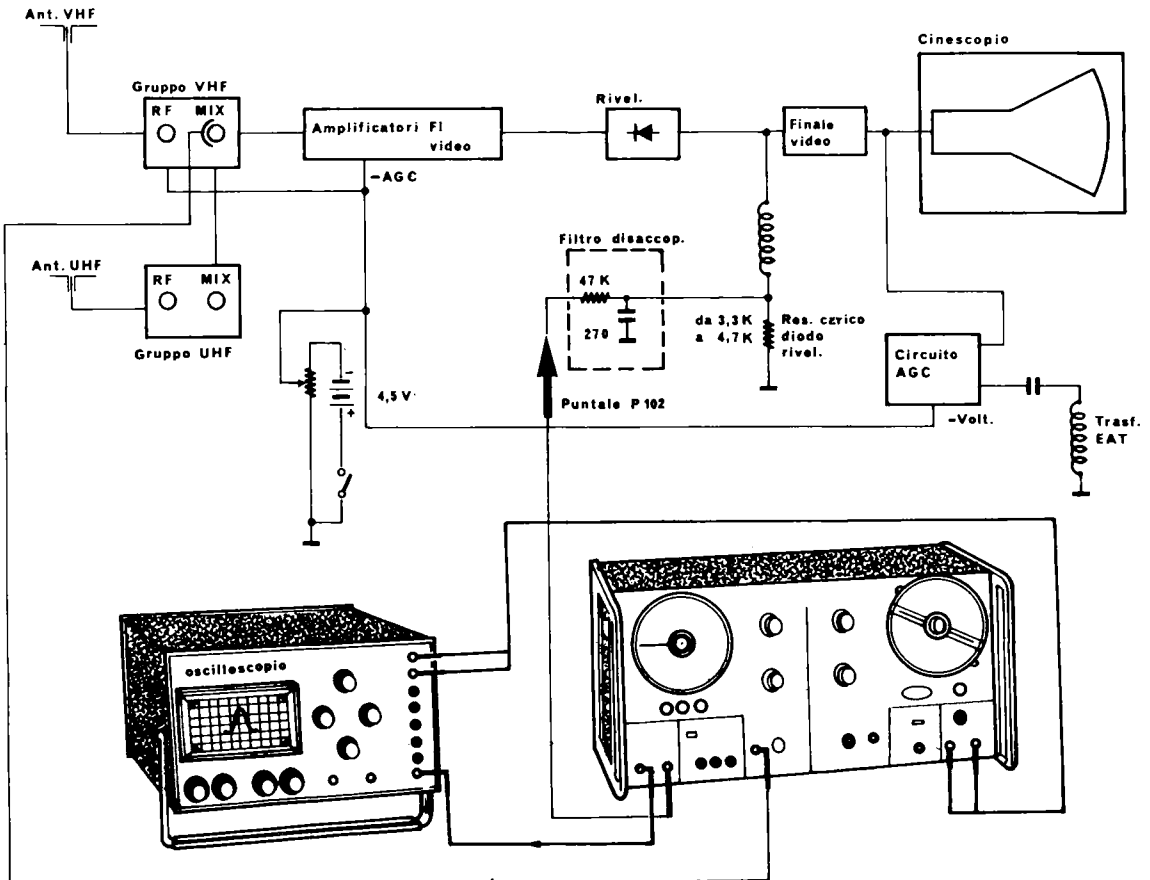 Ant. VHF
Gruppo VHF
RF MIX
Amplificatori FI
video
Rivel.
Finale
video
Cinescopio
-AGC
Ant. UHF
RF MIX
Gruppo UHF
Filtro disaccop.
47 K
270
da 3,3K
a 4,7K
Res. carico
diodo
rivel.
Circuito
AGC
-Volt.
Trasf.
EAT
-
4,5 V
+
Puntale P 102
oscilloscopio